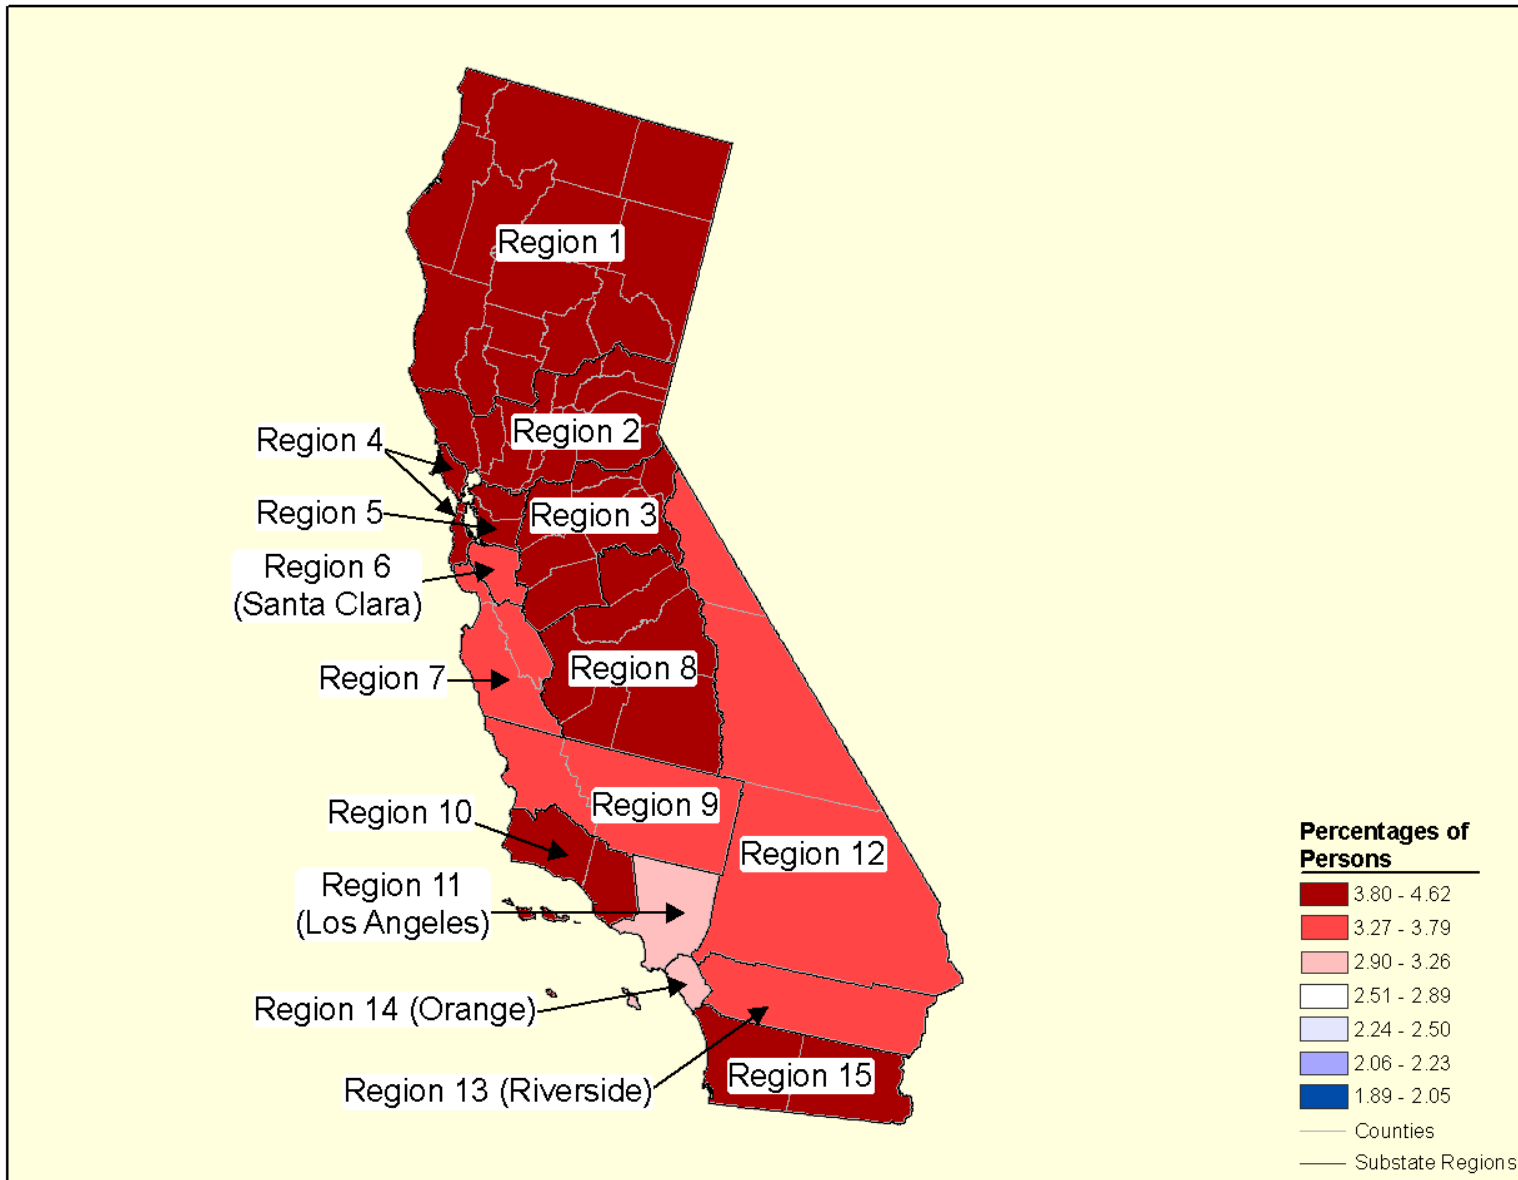 Region 1
Region 2
Region 4
Region 5
Region 3
Region 6
(Santa Clara)
Region 7
Region 8
Region 10
Region 9
Region 12
Region 11
(Los Angeles)
Region 14 (Orange)
Region 13 (Riverside)
Region 15
Percentages of
Persons
3.80 - 4.62
3.27 - 3.79
2.90 - 3.26
2.51 - 2.89
2.24 - 2.50
2.06 - 2.23
1.89 - 2.05
Counties
Substate Regions